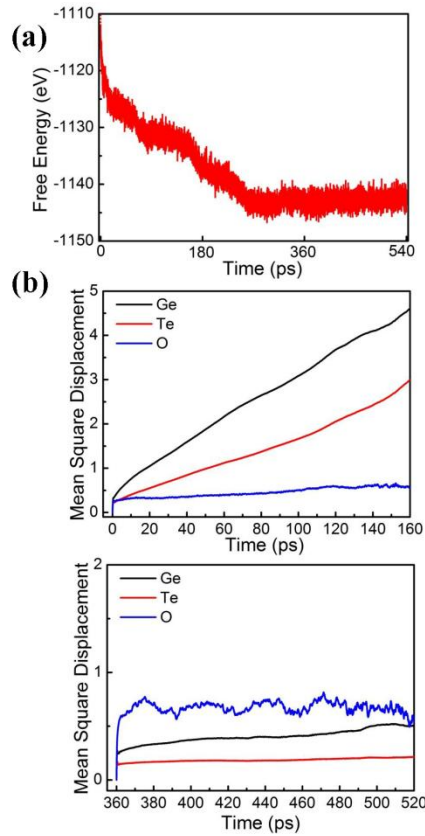 (a)
Free Energy (eV)
-1110
-1120
-1130
-1140
-1150
0 180 360 540
Time (ps)
(b)
Mean Square Displacement
5
4
3
2
1
0
Ge
Te
O
0 20 40 60 80 100 120 140 160
Time (ps)
Mean Square Displacement
2
1
0
Ge
Te
O
360 380 400 420 440 460 480 500 520
Time (ps)